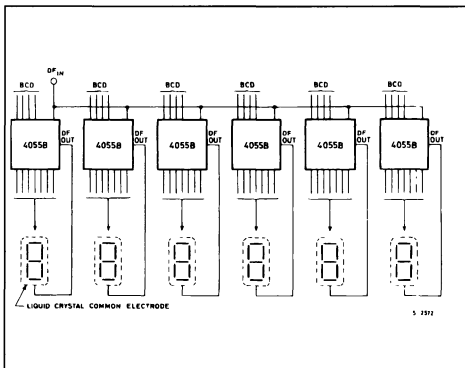 DF IN
BCD BCD BCD BCD BCD BCD
4055B DF OUT 4055B DF OUT 4055B DF OUT 4055B DF OUT 4055B DF OUT 4055B DF OUT
LIQUID CRYSTAL COMMON ELECTRODE
S 2572